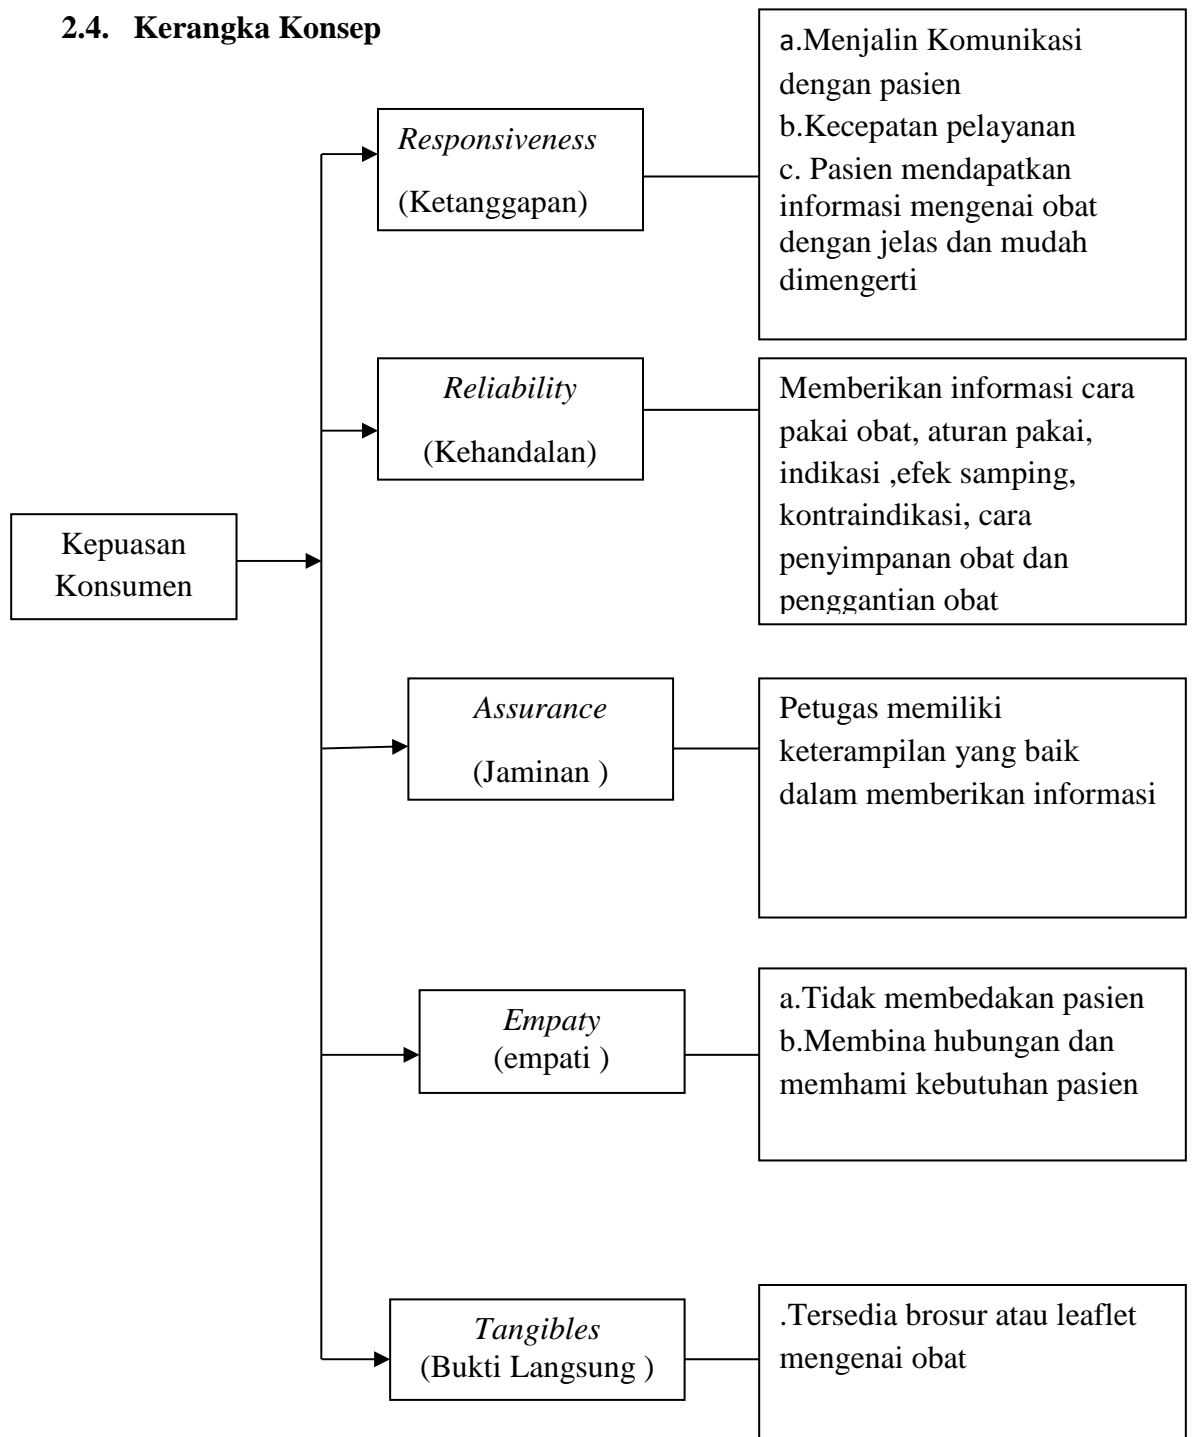 2.4. Kerangka Konsep
a.Menjalin Komunikasi
dengan pasien
b.Kecepatan pelayanan
c. Pasien mendapatkan
informasi mengenai obat
dengan jelas dan mudah
dimengerti
Responsiveness
(Ketanggapan)
Reliability
(Kehandalan)
Memberikan informasi cara
pakai obat, aturan pakai,
indikasi ,efek samping,
kontraindikasi, cara
penyimpanan obat dan
penggantian obat
Kepuasan
Konsumen
Assurance
(Jaminan )
Petugas memiliki
keterampilan yang baik
dalam memberikan informasi
Empaty
(empati )
a.Tidak membedakan pasien
b.Membina hubungan dan
memhami kebutuhan pasien
Tangibles
(Bukti Langsung )
.Tersedia brosur atau leaflet
mengenai obat